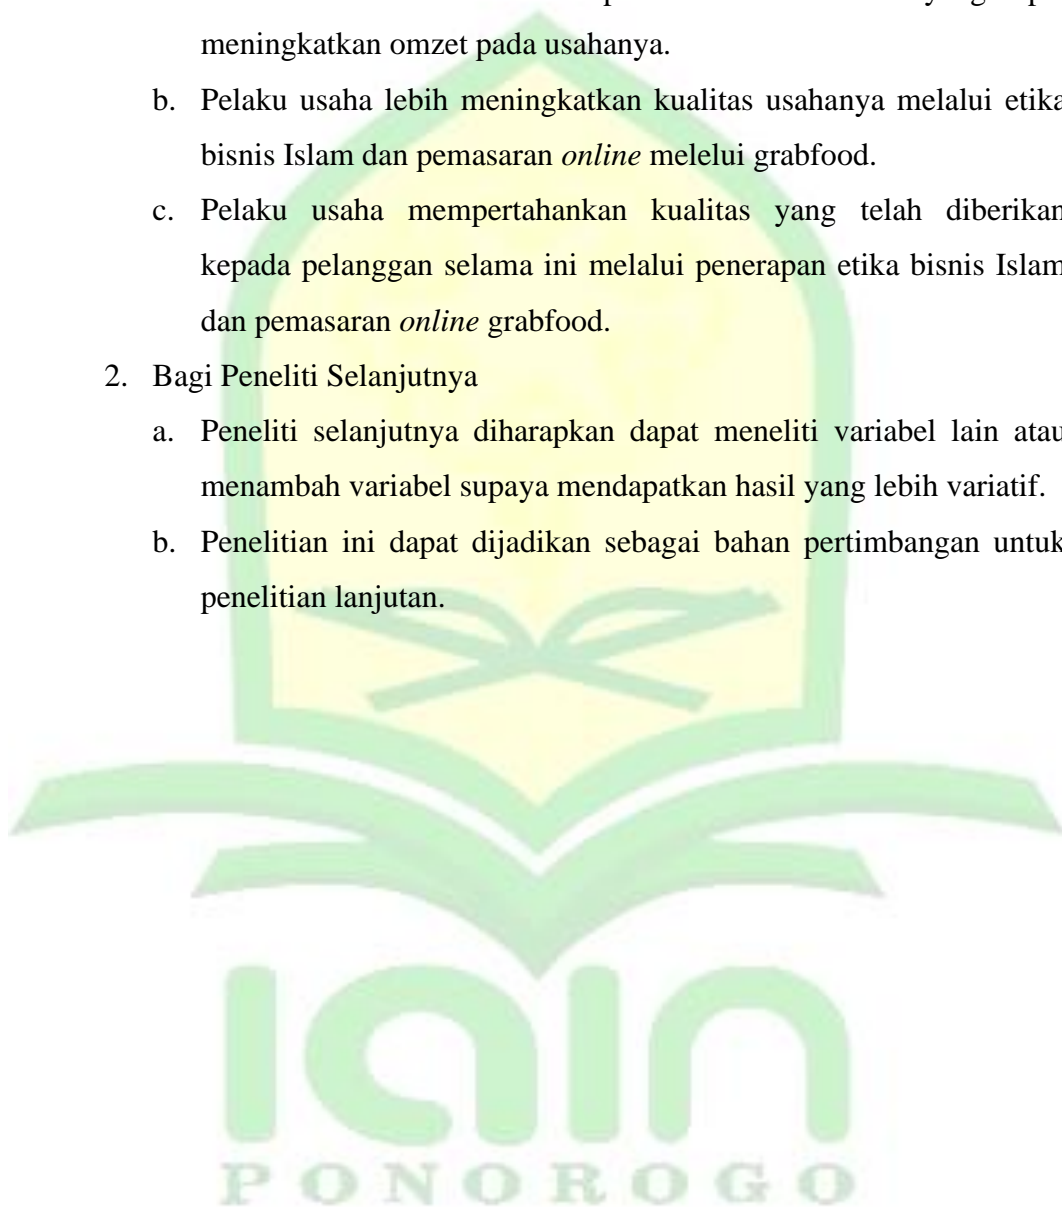 meningkatkan omzet pada usahanya.
b. Pelaku usaha lebih meningkatkan kualitas usahanya melalui etika
bisnis Islam dan pemasaran online melelui grabfood.
c. Pelaku usaha mempertahankan kualitas yang telah diberikan
kepada pelanggan selama ini melalui penerapan etika bisnis Islam
dan pemasaran online grabfood.
2. Bagi Peneliti Selanjutnya
a. Peneliti selanjutnya diharapkan dapat meneliti variabel lain atau
menambah variabel supaya mendapatkan hasil yang lebih variatif.
b. Penelitian ini dapat dijadikan sebagai bahan pertimbangan untuk
penelitian lanjutan.
iain
PONOROGO